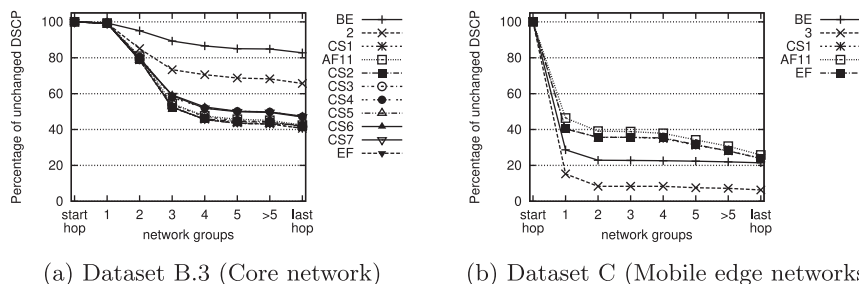 Percentage of unchanged DSCP
100
80
60
40
20
0
start hop
1
2
3
4
5
>5
last hop
network groups
BE
2
CS1
AF11
CS2
CS3
CS4
CS5
CS6
CS7
EF
(a) Dataset B.3 (Core network)
Percentage of unchanged DSCP
100
80
60
40
20
0
start hop
1
2
3
4
5
>5
last hop
network groups
BE
3
CS1
AF11
EF
(b) Dataset C (Mobile edge networks